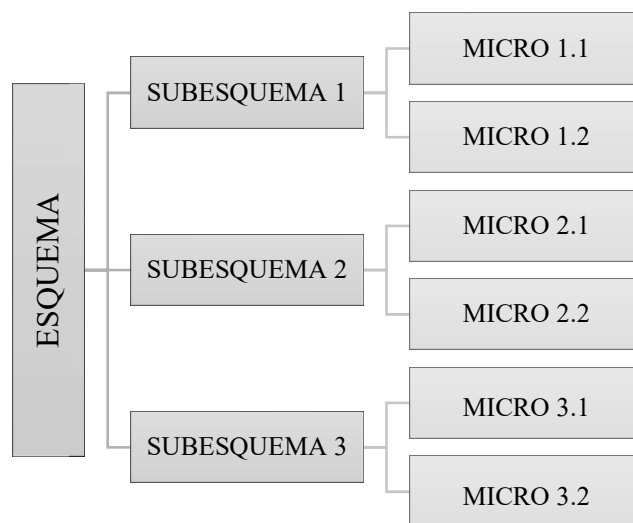 ESQUEMA
SUBESQUEMA 1
MICRO 1.1
MICRO 1.2
SUBESQUEMA 2
MICRO 2.1
MICRO 2.2
SUBESQUEMA 3
MICRO 3.1
MICRO 3.2